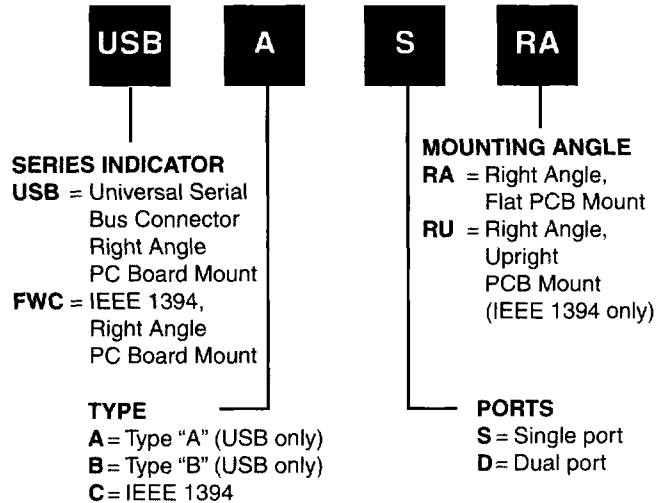 USB A S RA
SERIES INDICATOR
USB = Universal Serial
Bus Connector
Right Angle
PC Board Mount
FWC = IEEE 1394,
Right Angle
PC Board Mount
MOUNTING ANGLE
RA = Right Angle,
Flat PCB Mount
RU = Right Angle,
Upright
PCB Mount
(IEEE 1394 only)
TYPE
A = Type “A” (USB only)
B = Type “B” (USB only)
C = IEEE 1394
PORTS
S = Single port
D = Dual port